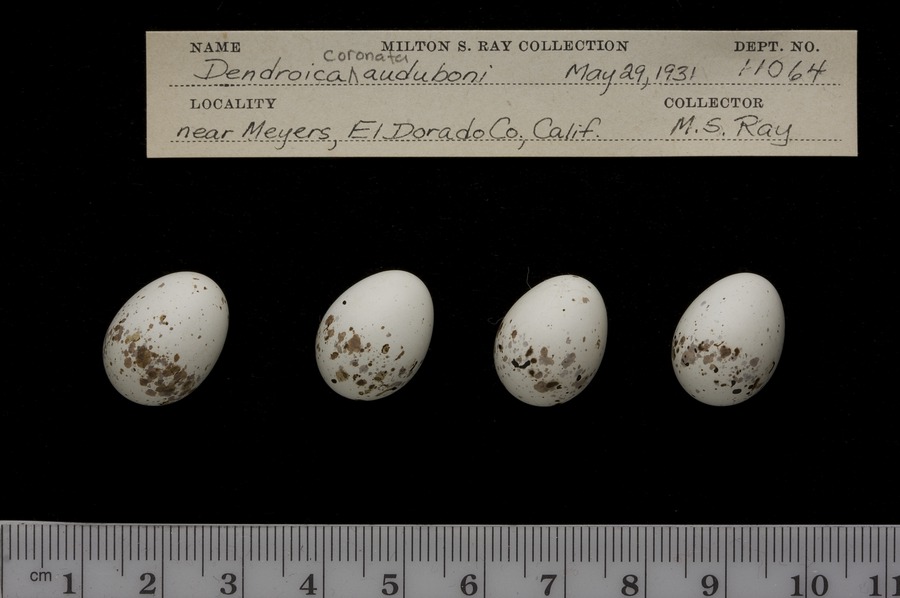 NAME MILTON S. RAY COLLECTION DEPT. NO.
coronata
Dendroica auduboni May 29, 1931 11064
LOCALITY COLLECTOR
near Meyers, El Dorado Co., Calif. M. S. Ray
cm 1 2 3 4 5 6 7 8 9 10 11